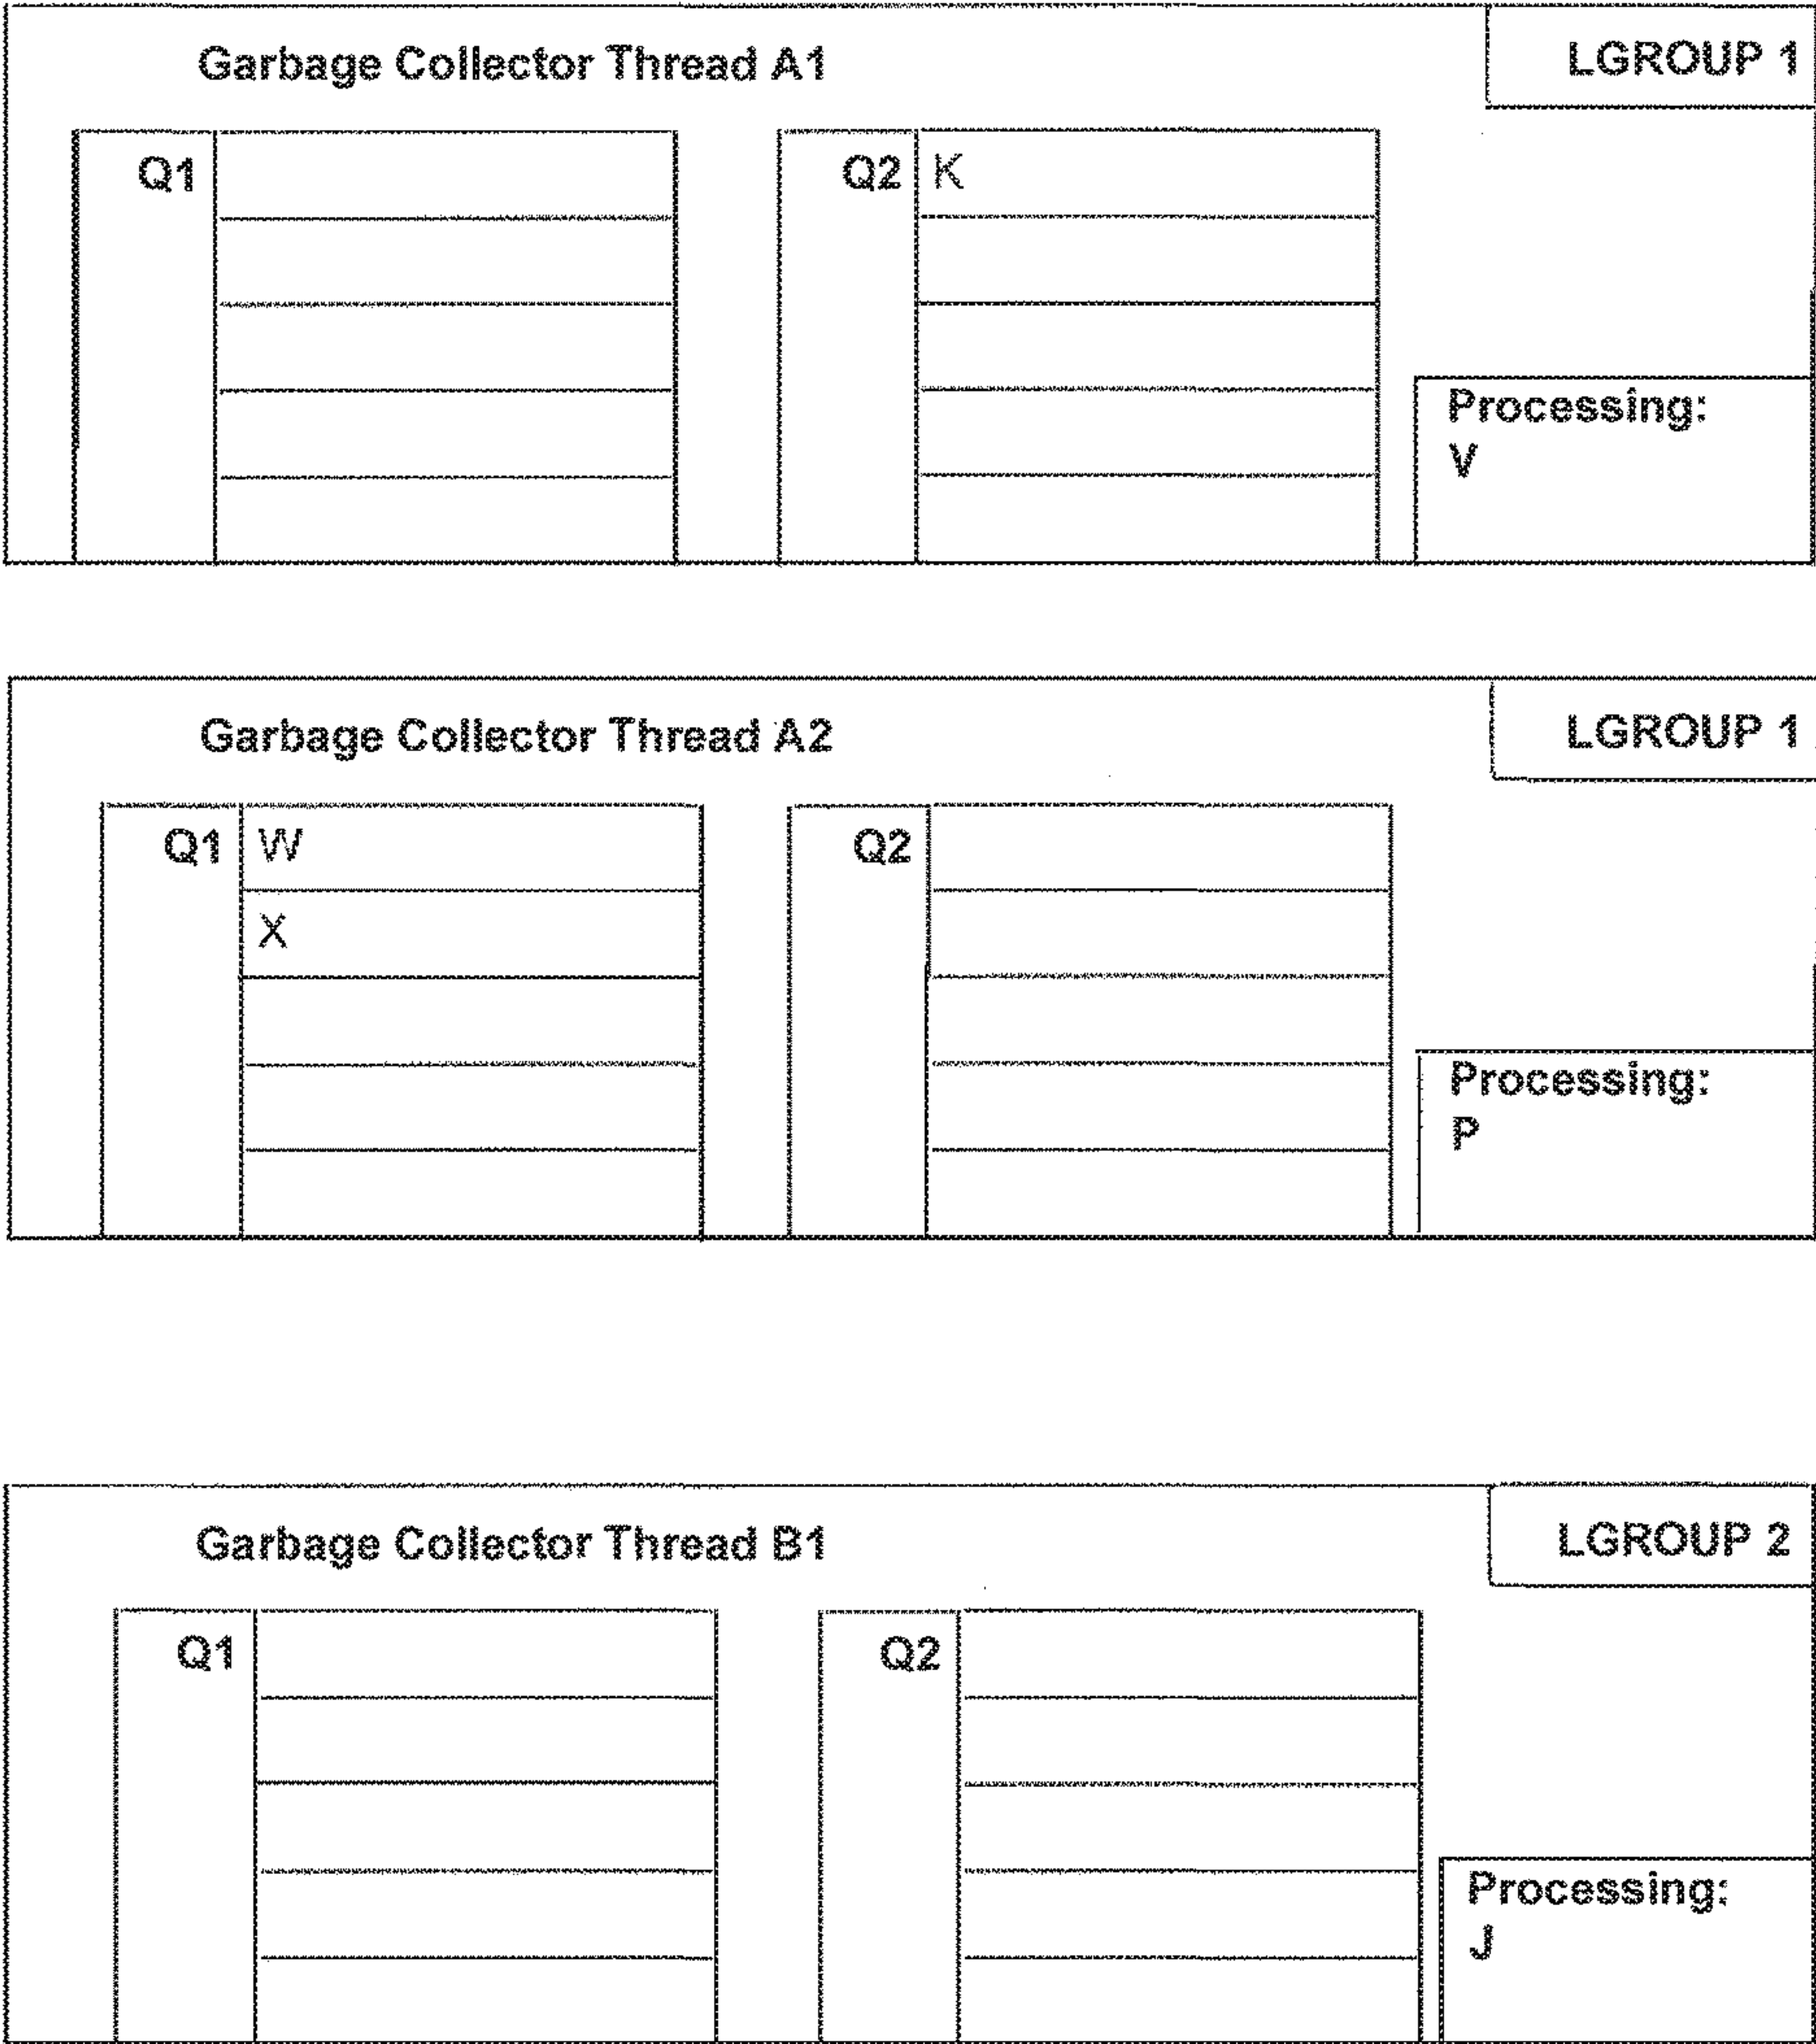 Garbage Collector Thread A1
LGROUP 1
Q1
Q2
K
Processing:
V
Garbage Collector Thread A2
LGROUP 1
Q1
W
X
Q2
Processing:
P
Garbage Collector Thread B1
LGROUP 2
Q1
Q2
Processing:
J